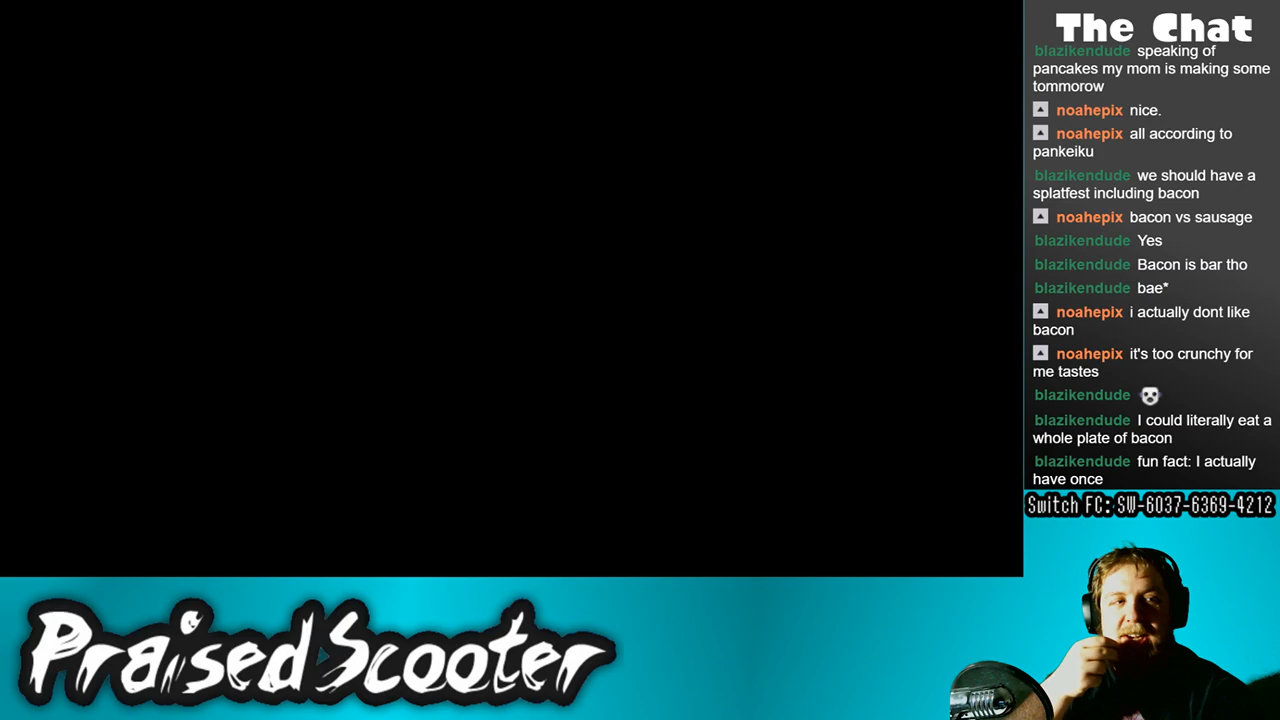 The Chat
blazikendude speaking of
pancakes my mom is making some
tommorow
noahepix nice.
noahepix all according to
pankeiku
blazikendude we should have a
splatfest including bacon
noahepix bacon vs sausage
blazikendude Yes
blazikendude Bacon is bar tho
blazikendude bae*
noahepix i actually dont like
bacon
noahepix it's too crunchy for
me tastes
blazikendude
blazikendude I could literally eat a
whole plate of bacon
blazikendude fun fact: I actually
have once
Switch FC: SW-6037-6369-4212
PraisedScooter